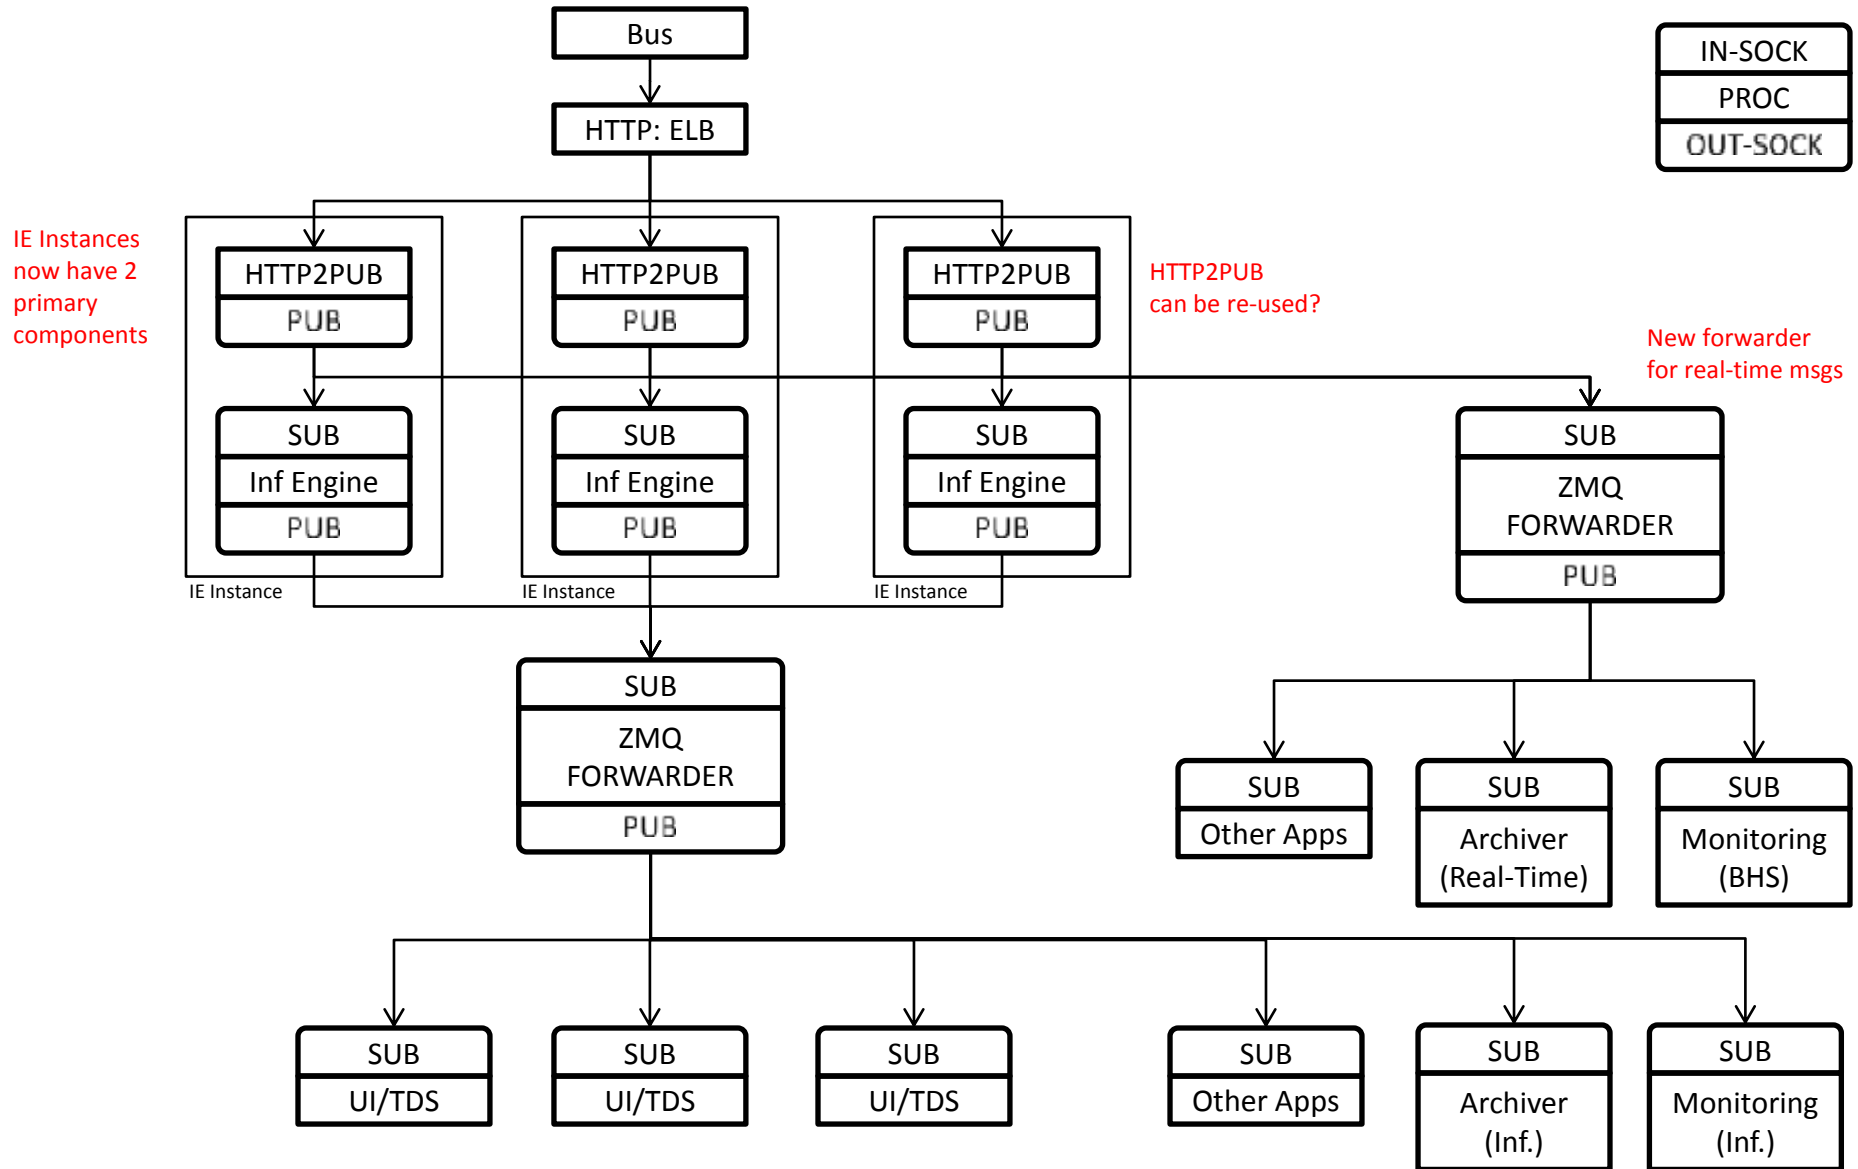 Bus
IN-SOCK
PROC
OUT-SOCK
HTTP: ELB
IE Instances
now have 2
primary
components
HTTP2PUB
PUB
HTTP2PUB
PUB
HTTP2PUB
PUB
HTTP2PUB
can be re-used?
New forwarder
for real-time msgs
SUB
Inf Engine
PUB
IE Instance
SUB
Inf Engine
PUB
IE Instance
SUB
Inf Engine
PUB
IE Instance
SUB
ZMQ
FORWARDER
PUB
SUB
ZMQ
FORWARDER
PUB
SUB
Other Apps
SUB
Archiver
(Real-Time)
SUB
Monitoring
(BHS)
SUB
UI/TDS
SUB
UI/TDS
SUB
UI/TDS
SUB
Other Apps
SUB
Archiver
(Inf.)
SUB
Monitoring
(Inf.)